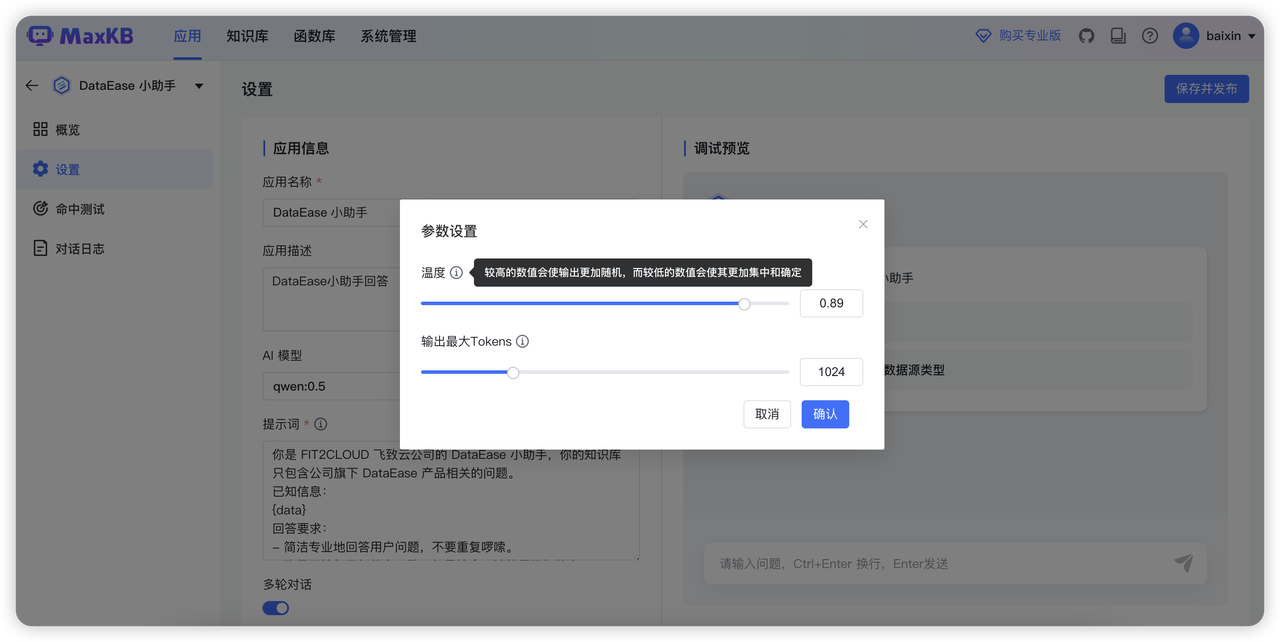 MaxKB
应用
知识库
函数库
系统管理
购买专业版
baixin
DataEase 小助手
概览
设置
命中测试
对话日志
设置
保存并发布
应用信息
应用名称 *
DataEase 小助手
应用描述
DataEase小助手回答
AI 模型
qwen:0.5
提示词 *
你是 FIT2CLOUD 飞致云公司的 DataEase 小助手，你的知识库
只包含公司旗下 DataEase 产品相关的问题。
已知信息：
{data}
回答要求：
- 简洁专业地回答用户问题，不要重复啰嗦。
多轮对话
参数设置
温度
较高的数值会使输出更加随机，而较低的数值会使其更加集中和确定
0.89
输出最大Tokens
1024
取消
确认
调试预览
小助手
数据源类型
请输入问题，Ctrl+Enter 换行，Enter发送